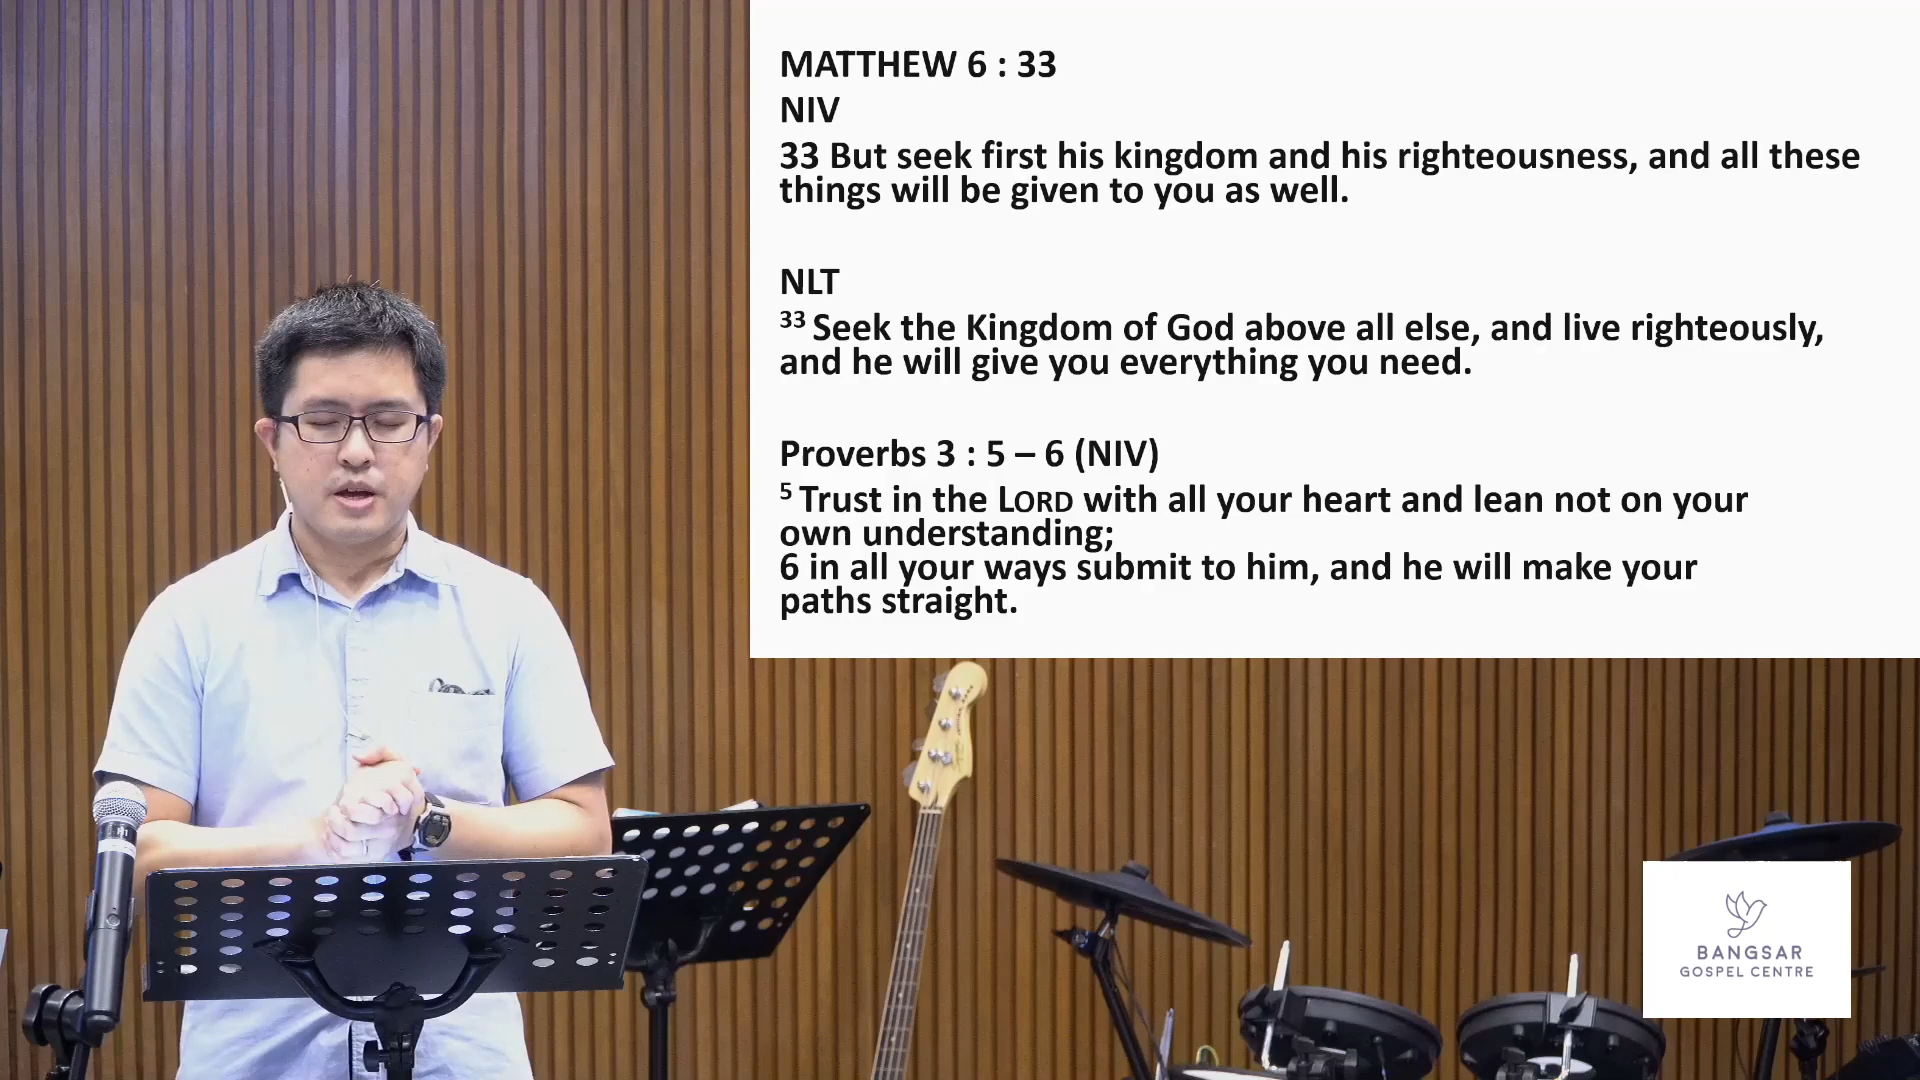 MATTHEW 6 : 33
NIV
33 But seek first his kingdom and his righteousness, and all these
things will be given to you as well.
NLT
33 Seek the Kingdom of God above all else, and live righteously,
and he will give you everything you need.
Proverbs 3 : 5 – 6 (NIV)
5 Trust in the LORD with all your heart and lean not on your
own understanding;
6 in all your ways submit to him, and he will make your
paths straight.
BANGSAR
GOSPEL CENTRE